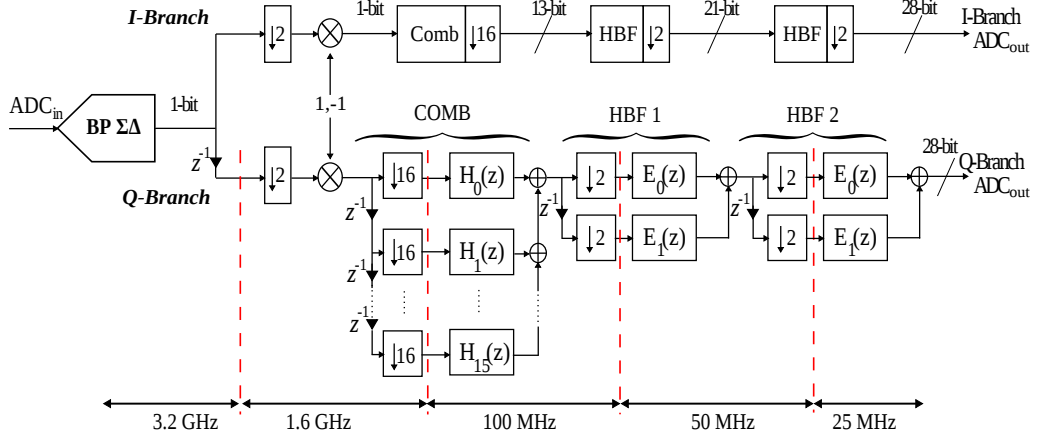 I-Branch
1-bit
13-bit
21-bit
28-bit
I-Branch
ADCout
↓2
Comb ↓16
HBF ↓2
HBF ↓2
ADCin
BP ΣΔ
1-bit
1,-1
COMB
HBF 1
HBF 2
z-1
Q-Branch
↓2
↓16
H0(z)
z-1
↓2
E0(z)
z-1
↓2
E0(z)
28-bit
Q-Branch
ADCout
z-1
↓16
H1(z)
↓2
E1(z)
↓2
E1(z)
z-1
z-1
↓16
H15(z)
3.2 GHz
1.6 GHz
100 MHz
50 MHz
25 MHz